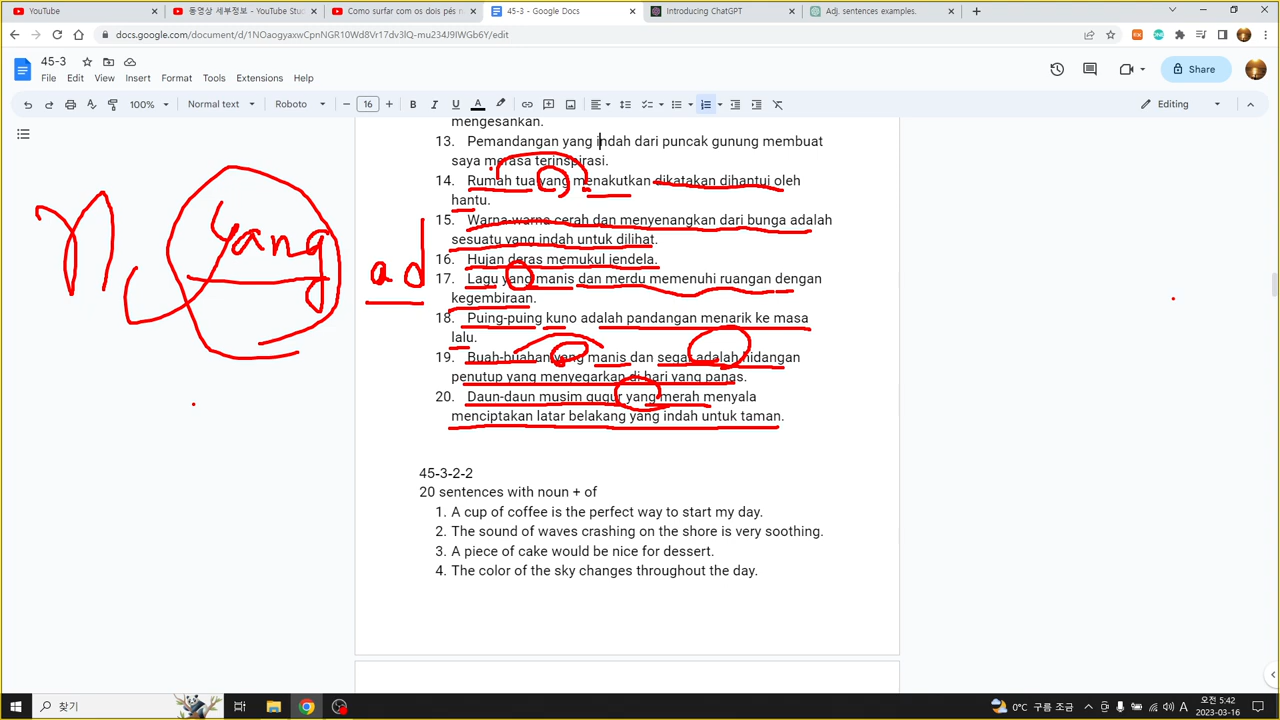 YouTube
동영상 세부정보 - YouTube Stu
Como surfar com os dois pés n
45-3 - Google Docs
Introducing ChatGPT
Adj. sentences examples.
docs.google.com/document/d/1NOaogyaxwCpnNGR10Wd8Vr17dv3lQ-mu234J9IWGb6Y/edit
45-3
File Edit View Insert Format Tools Extensions Help
Share
100% Normal text Roboto 16 B I U A Editing
mengesankan.
13. Pemandangan yang indah dari puncak gunung membuat
saya merasa terinspirasi.
14. Rumah tua yang menakutkan dikatakan dihantui oleh
hantu.
15. Warna-warna cerah dan menyenangkan dari bunga adalah
sesuatu yang indah untuk dilihat.
16. Hujan deras memukul jendela.
17. Lagu yang manis dan merdu memenuhi ruangan dengan
kegembiraan.
18. Puing-puing kuno adalah pandangan menarik ke masa
lalu.
19. Buah-buahan yang manis dan segar adalah hidangan
penutup yang menyegarkan di hari yang panas.
20. Daun-daun musim gugur yang merah menyala
menciptakan latar belakang yang indah untuk taman.
n, yang ad
45-3-2-2
20 sentences with noun + of
1. A cup of coffee is the perfect way to start my day.
2. The sound of waves crashing on the shore is very soothing.
3. A piece of cake would be nice for dessert.
4. The color of the sky changes throughout the day.
찾기
0°C 구름 조금
A
오전 5:42
2023-03-16